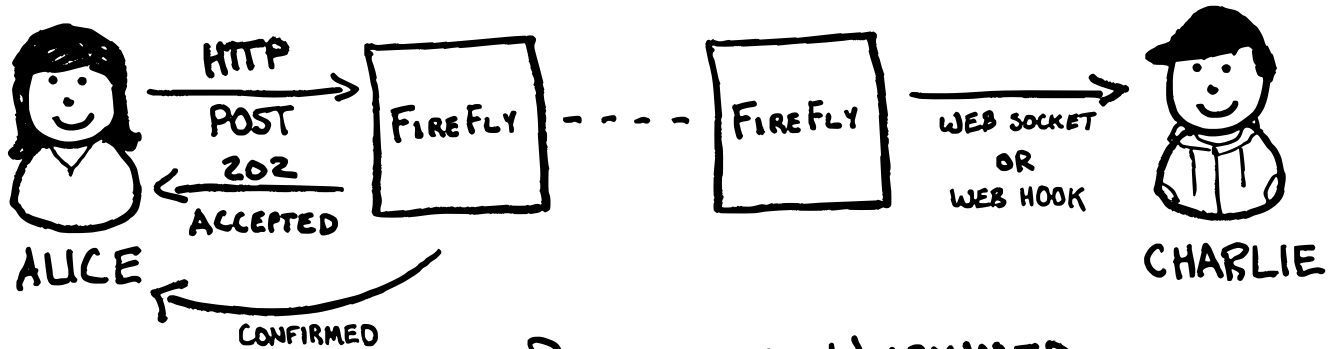 HTTP
POST
202
ACCEPTED
FIREFLY
FIREFLY
WEB SOCKET
OR
WEB HOOK
ALICE
CHARLIE
CONFIRMED